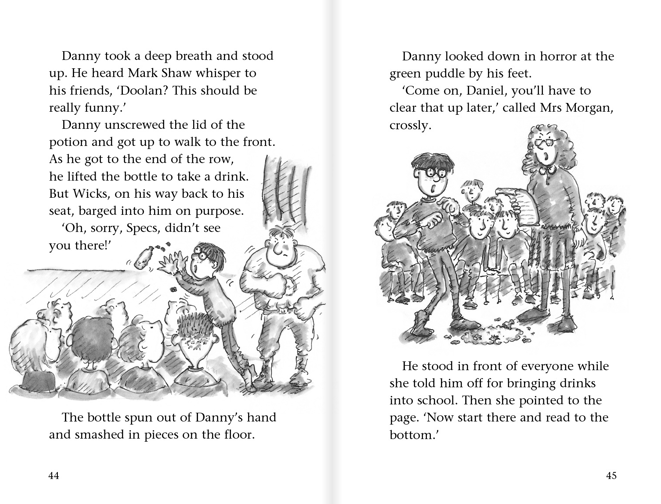 Danny took a deep breath and stood
up. He heard Mark Shaw whisper to
his friends, ‘Doolan? This should be
really funny.’
Danny unscrewed the lid of the
potion and got up to walk to the front.
As he got to the end of the row,
he lifted the bottle to take a drink.
But Wicks, on his way back to his
seat, barged into him on purpose.
‘Oh, sorry, Specs, didn’t see
you there!’
The bottle spun out of Danny’s hand
and smashed in pieces on the floor.
44
Danny looked down in horror at the
green puddle by his feet.
‘Come on, Daniel, you’ll have to
clear that up later,’ called Mrs Morgan,
crossly.
He stood in front of everyone while
she told him off for bringing drinks
into school. Then she pointed to the
page. ‘Now start there and read to the
bottom.’
45